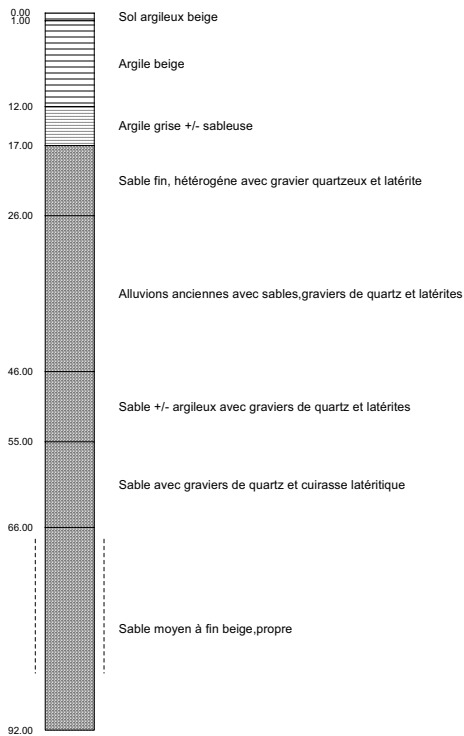 0.00
Sol argileux beige
1.00
Argile beige
12.00
Argile grise +/- sableuse
17.00
Sable fin, hétérogéne avec gravier quartzeux et latérite
26.00
Alluvions anciennes avec sables,graviers de quartz et latérites
46.00
Sable +/- argileux avec graviers de quartz et latérites
55.00
Sable avec graviers de quartz et cuirasse latéritique
66.00
Sable moyen à fin beige,propre
92.00